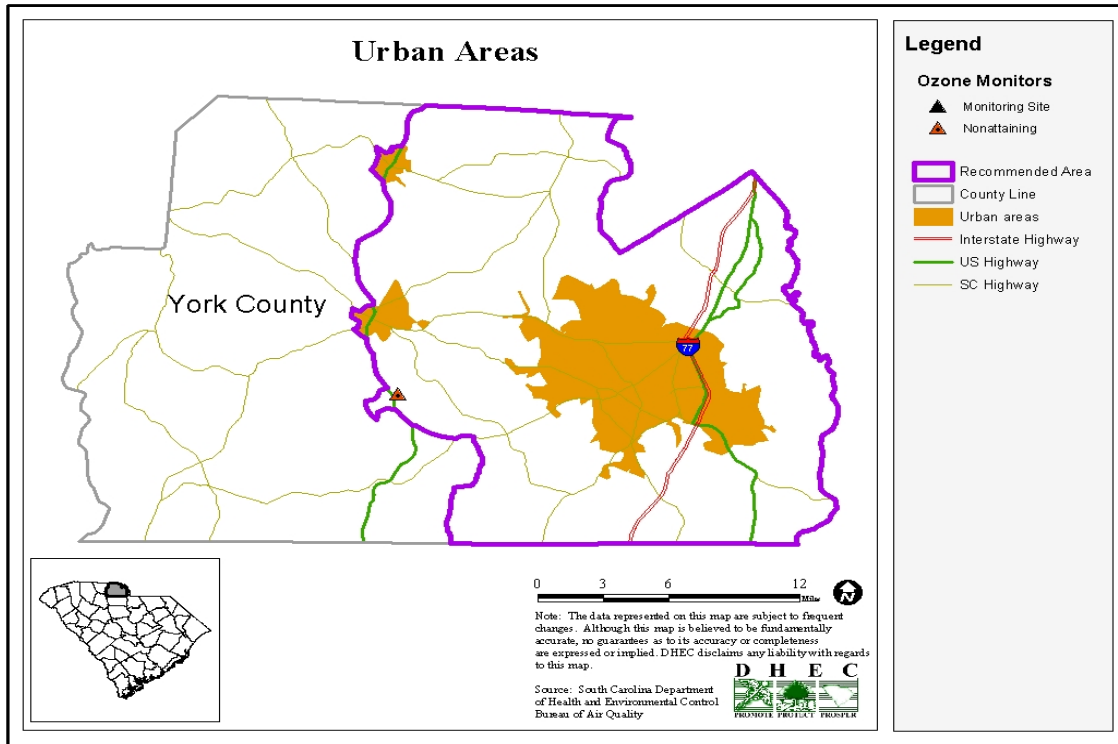 Urban Areas
York County
77
0 3 6 9 12
Miles
N
Note: The data represented on this map are subject to frequent
changes. Although this map is believed to be fundamentally
accurate, no guarantees as to its accuracy or completeness
are expressed or implied. DHEC disclaims any liability with regards
to this map.
Source: South Carolina Department
of Health and Environmental Control
Bureau of Air Quality
D H E C
PROMOTE PROTECT PROSPER
Legend
Ozone Monitors
Monitoring Site
Nonattaining
Recommended Area
County Line
Urban areas
Interstate Highway
US Highway
SC Highway